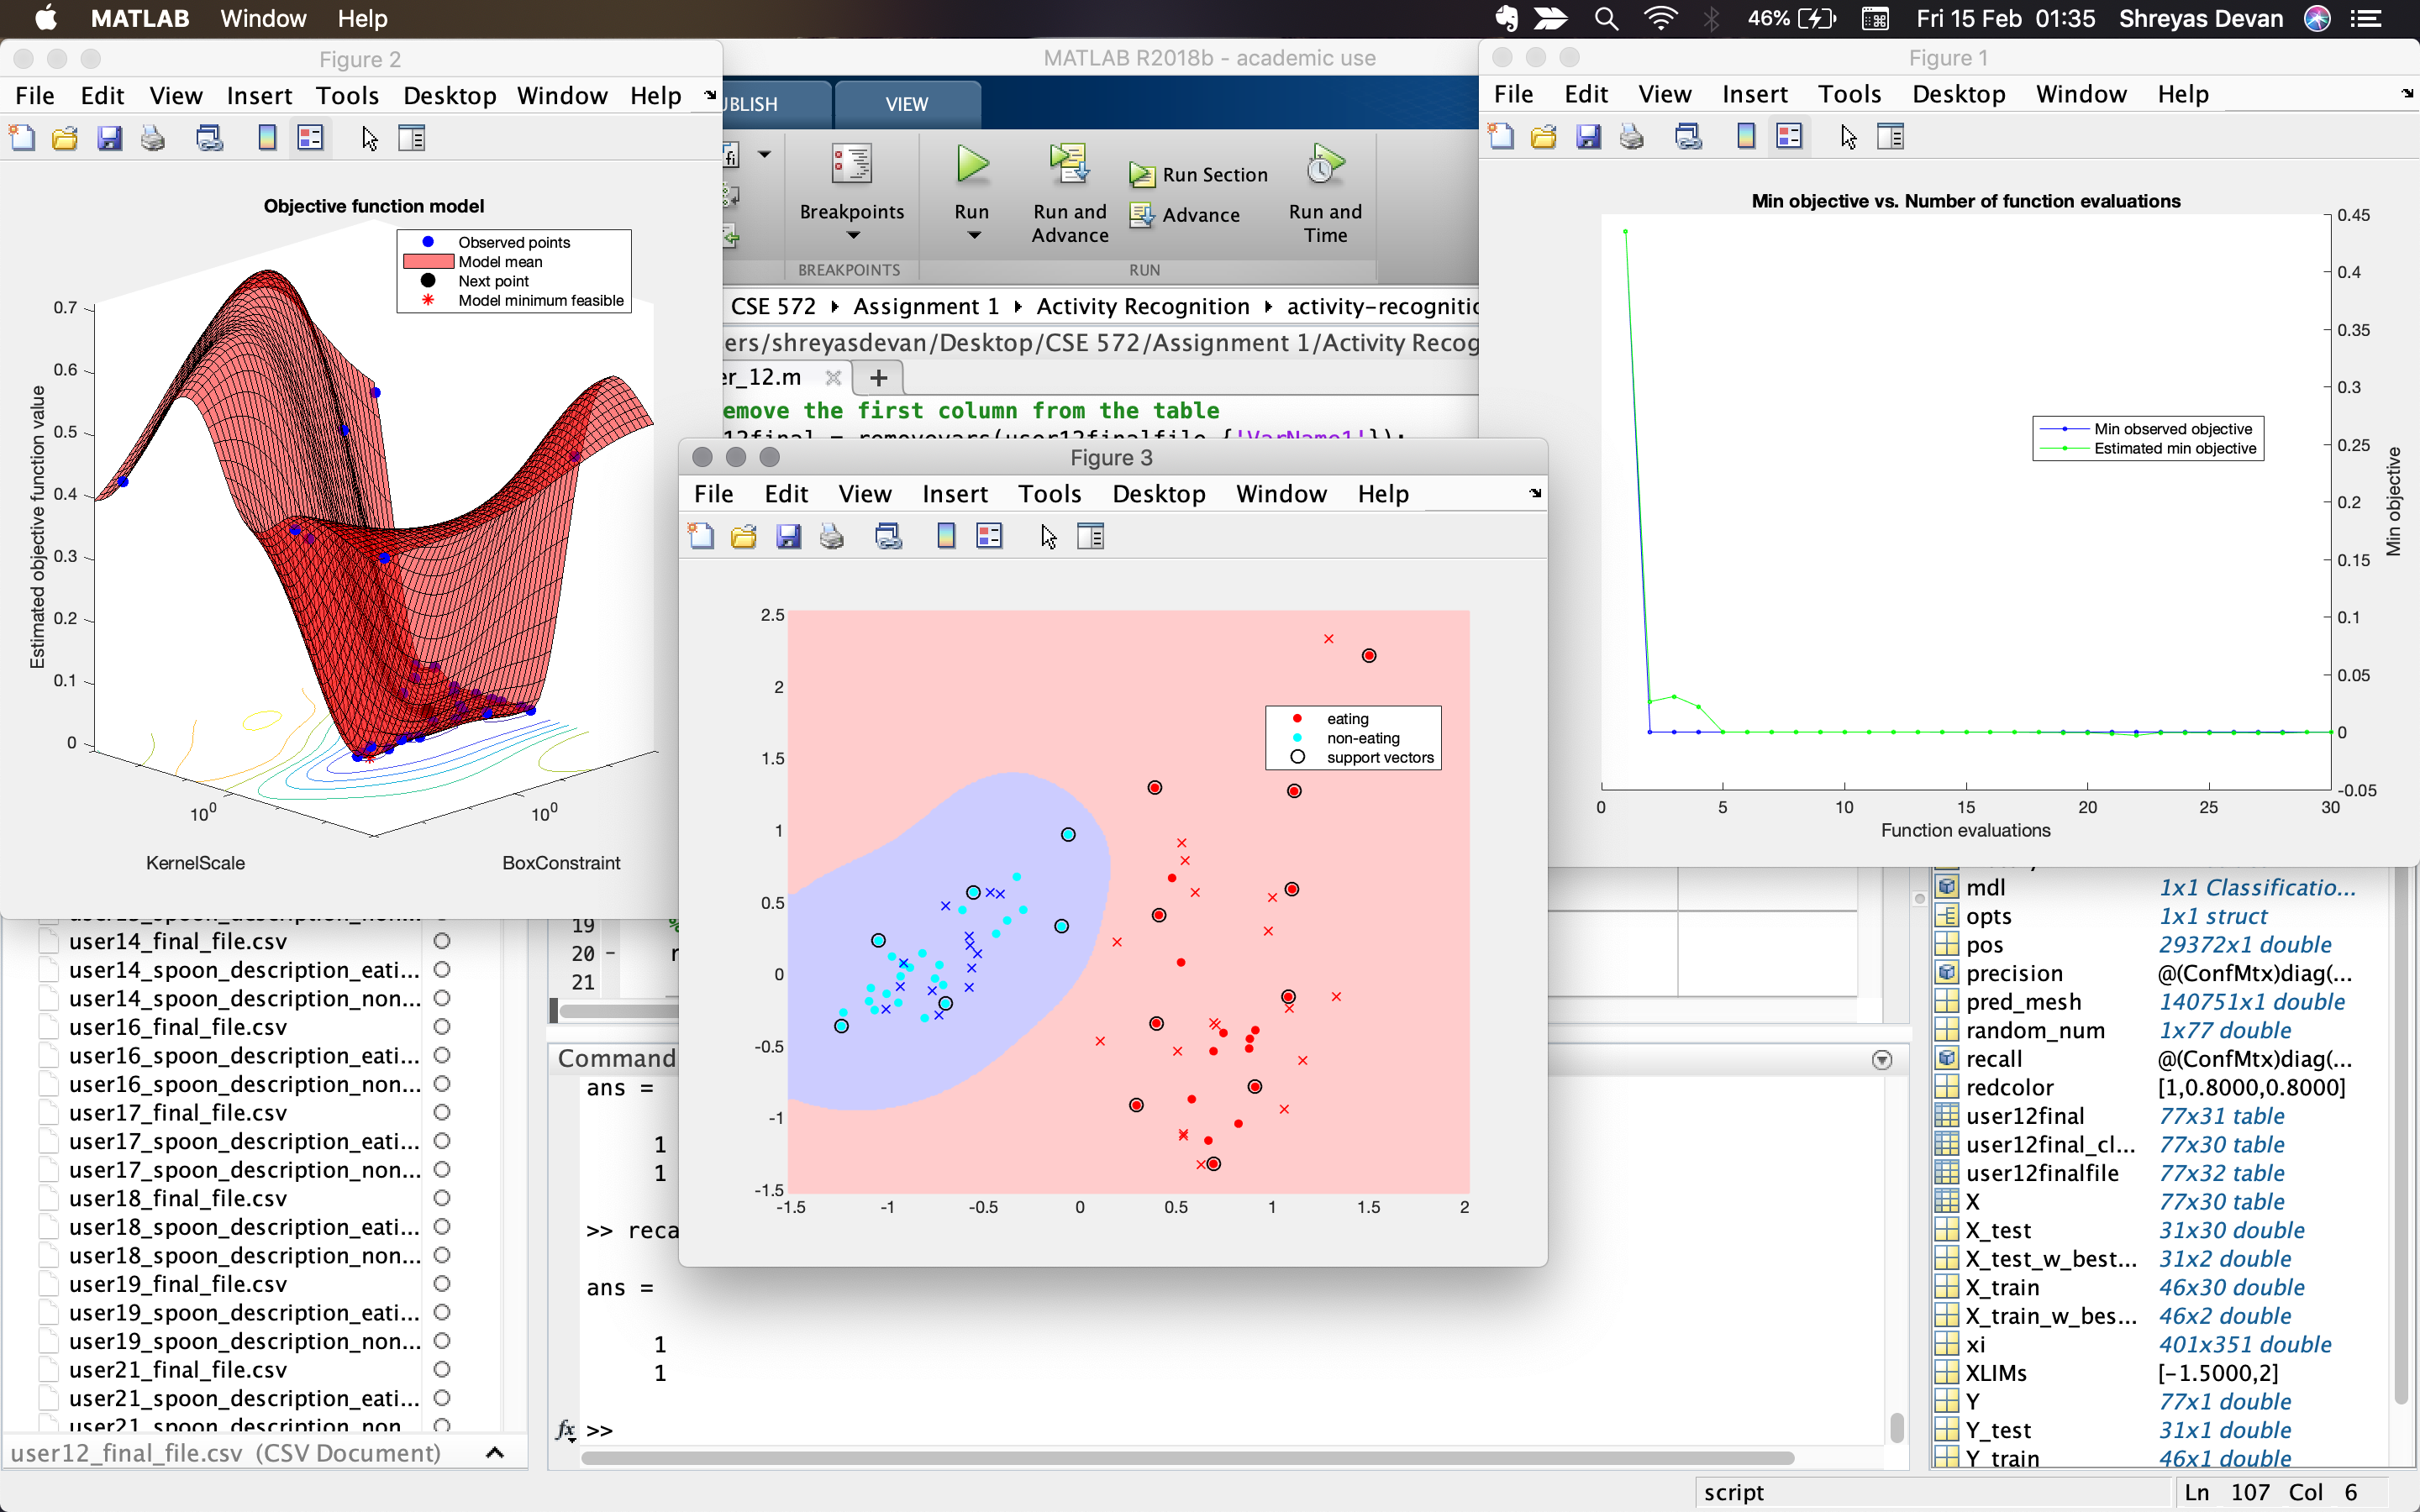 MATLAB Window Help 46% Fri 15 Feb 01:35 Shreyas Devan
Figure 2
File Edit View Insert Tools Desktop Window Help
Objective function model
Observed points
Model mean
Next point
Model minimum feasible
Estimated objective function value
0.7
0.6
0.5
0.4
0.3
0.2
0.1
0
10^0
10^0
KernelScale
BoxConstraint
MATLAB R2018b - academic use
VIEW
Breakpoints
Run
Run and Advance
Run Section
Advance
Run and Time
BREAKPOINTS
RUN
CSE 572 Assignment 1 Activity Recognition
/shreyasdevan/Desktop/CSE 572/Assignment 1/Activity
er_12.m
emove the first column from the table
12final = removevars(user12finalfile,{'VarName1'});
Figure 1
File Edit View Insert Tools Desktop Window Help
Min objective vs. Number of function evaluations
Min observed objective
Estimated min objective
0.45
0.4
0.35
0.3
0.25
0.2
0.15
0.1
0.05
0
-0.05
Min objective
0 5 10 15 20 25 30
Function evaluations
Figure 3
File Edit View Insert Tools Desktop Window Help
eating
non-eating
support vectors
2.5
2
1.5
1
0.5
0
-0.5
-1
-1.5
-1.5 -1 -0.5 0 0.5 1 1.5 2
user14_final_file.csv
user14_spoon_description_eati...
user14_spoon_description_non...
user16_final_file.csv
user16_spoon_description_eati...
user16_spoon_description_non...
user17_final_file.csv
user17_spoon_description_eati...
user17_spoon_description_non...
user18_final_file.csv
user18_spoon_description_eati...
user18_spoon_description_non...
user19_final_file.csv
user19_spoon_description_eati...
user19_spoon_description_non...
user21_final_file.csv
user21_spoon_description_eati...
user21_spoon_description_non
user12_final_file.csv (CSV Document)
19
20 -
21
Command
ans =
1
1
>> reca
ans =
1
1
fx >>
mdl 1x1 Classificatio...
opts 1x1 struct
pos 29372x1 double
precision @(ConfMtx)diag(...
pred_mesh 140751x1 double
random_num 1x77 double
recall @(ConfMtx)diag(...
redcolor [1,0.8000,0.8000]
user12final 77x31 table
user12final_cl... 77x30 table
user12finalfile 77x32 table
X 77x30 table
X_test 31x30 double
X_test_w_best... 31x2 double
X_train 46x30 double
X_train_w_bes... 46x2 double
xi 401x351 double
XLIMs [-1.5000,2]
Y 77x1 double
Y_test 31x1 double
Y_train 46x1 double
script Ln 107 Col 6